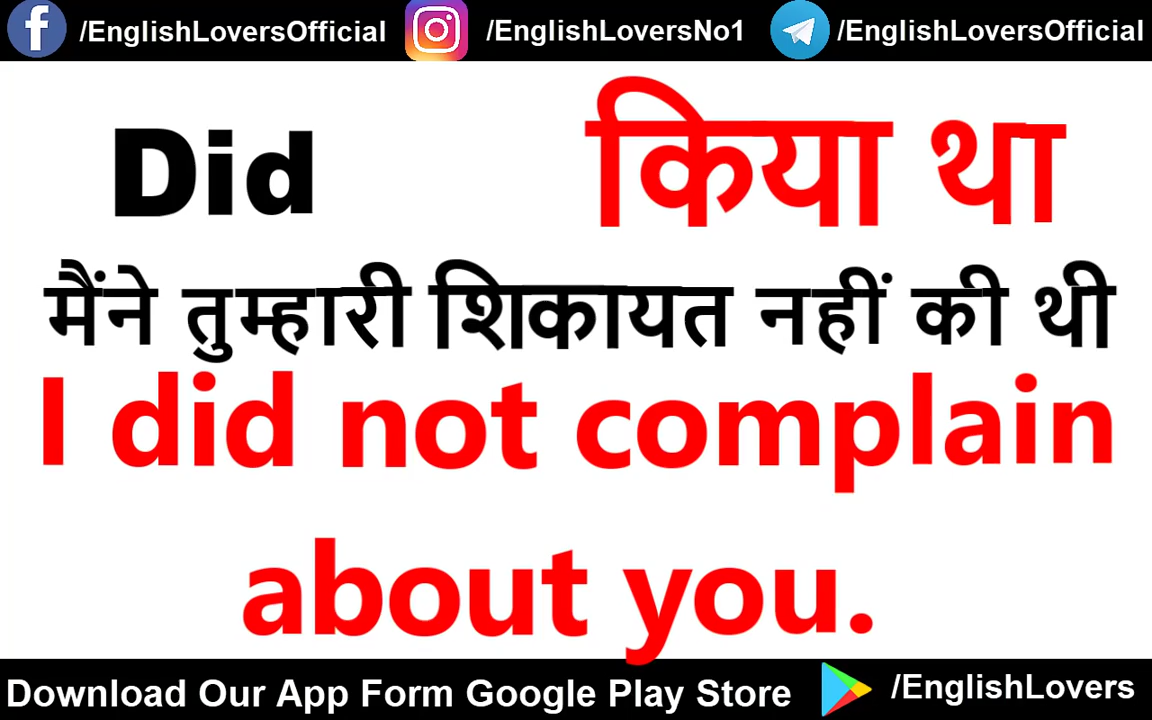 /EnglishLoversOfficial /EnglishLoversNo1 /EnglishLoversOfficial
Did किया था
मैंने तुम्हारी शिकायत नहीं की थी
I did not complain
about you.
Download Our App Form Google Play Store /EnglishLovers